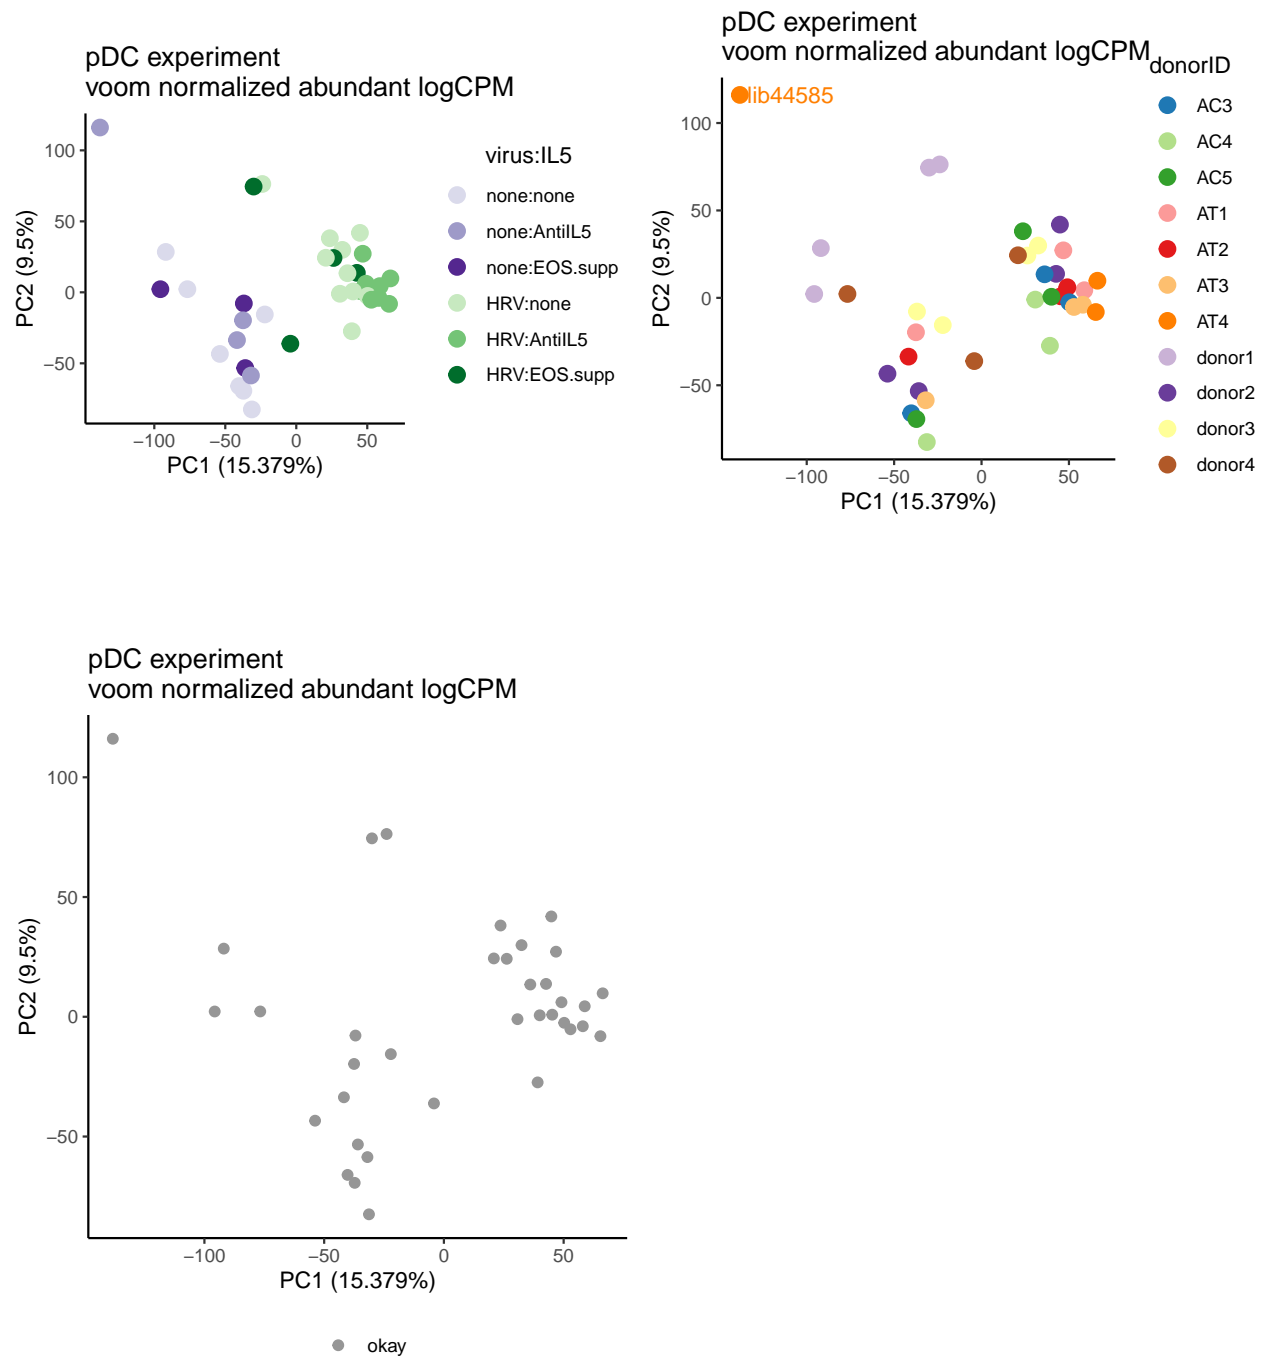 pDC experiment
voom normalized abundant logCPM
100
50
0
−50
PC2 (9.5%)
−100
−50
0
50
PC1 (15.379%)
virus:IL5
none:none
none:AntiIL5
none:EOS.supp
HRV:none
HRV:AntiIL5
HRV:EOS.supp
pDC experiment
voom normalized abundant logCPM
lib44585
100
50
0
−50
PC2 (9.5%)
−100
−50
0
50
PC1 (15.379%)
donorID
AC3
AC4
AC5
AT1
AT2
AT3
AT4
donor1
donor2
donor3
donor4
pDC experiment
voom normalized abundant logCPM
100
50
0
−50
PC2 (9.5%)
−100
−50
0
50
PC1 (15.379%)
okay